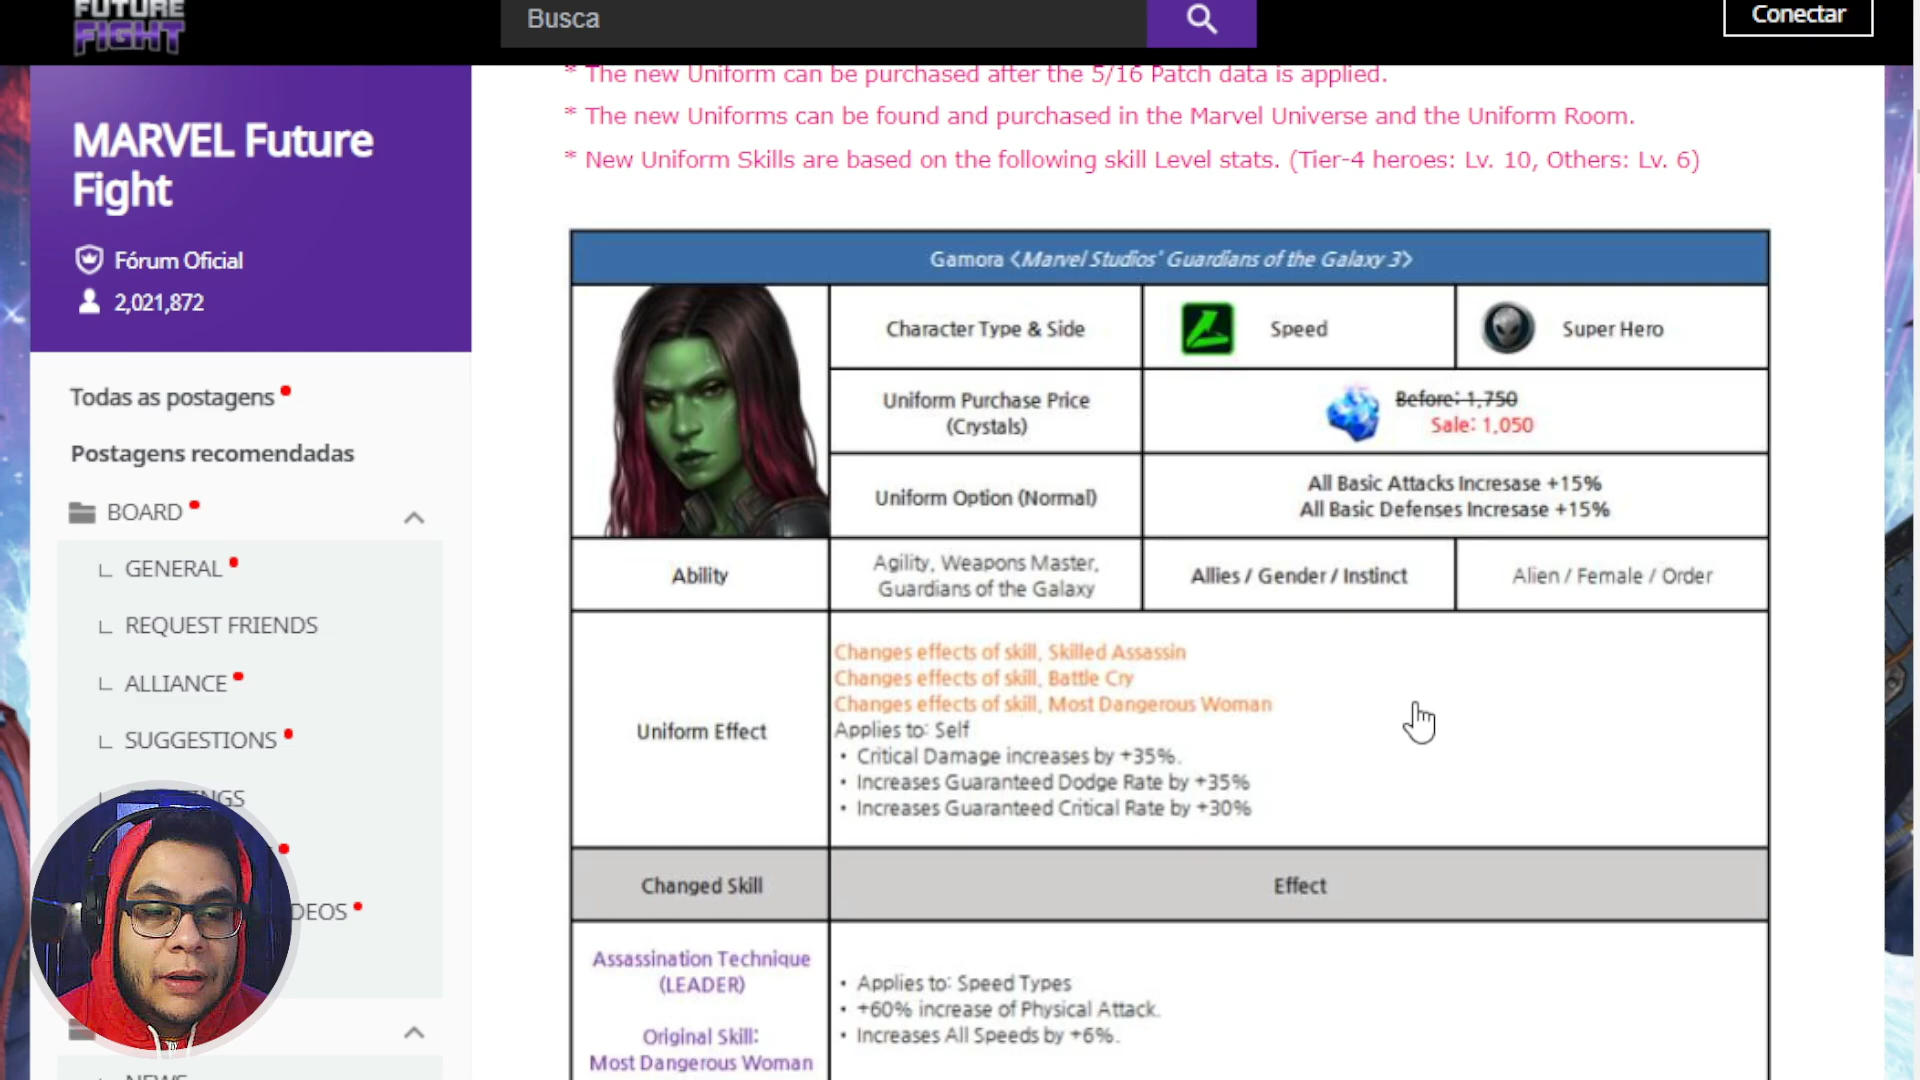 FUTURE
FIGHT
Busca
Conectar
MARVEL Future
Fight
Fórum Oficial
2,021,872
Todas as postagens
Postagens recomendadas
BOARD
GENERAL
REQUEST FRIENDS
ALLIANCE
SUGGESTIONS
NGS
DEOS
NEWS
* The new Uniform can be purchased after the 5/16 Patch data is applied.
* The new Uniforms can be found and purchased in the Marvel Universe and the Uniform Room.
* New Uniform Skills are based on the following skill Level stats. (Tier-4 heroes: Lv. 10, Others: Lv. 6)
Gamora <Marvel Studios' Guardians of the Galaxy 3>
Character Type & Side
Speed
Super Hero
Uniform Purchase Price
(Crystals)
Before: 1,750
Sale: 1,050
Uniform Option (Normal)
All Basic Attacks Incresase +15%
All Basic Defenses Incresase +15%
Ability
Agility, Weapons Master,
Guardians of the Galaxy
Allies / Gender / Instinct
Alien / Female / Order
Uniform Effect
Changes effects of skill, Skilled Assassin
Changes effects of skill, Battle Cry
Changes effects of skill, Most Dangerous Woman
Applies to: Self
• Critical Damage increases by +35%.
• Increases Guaranteed Dodge Rate by +35%
• Increases Guaranteed Critical Rate by +30%
Changed Skill
Effect
Assassination Technique
(LEADER)
Original Skill:
Most Dangerous Woman
• Applies to: Speed Types
• +60% increase of Physical Attack.
• Increases All Speeds by +6%.